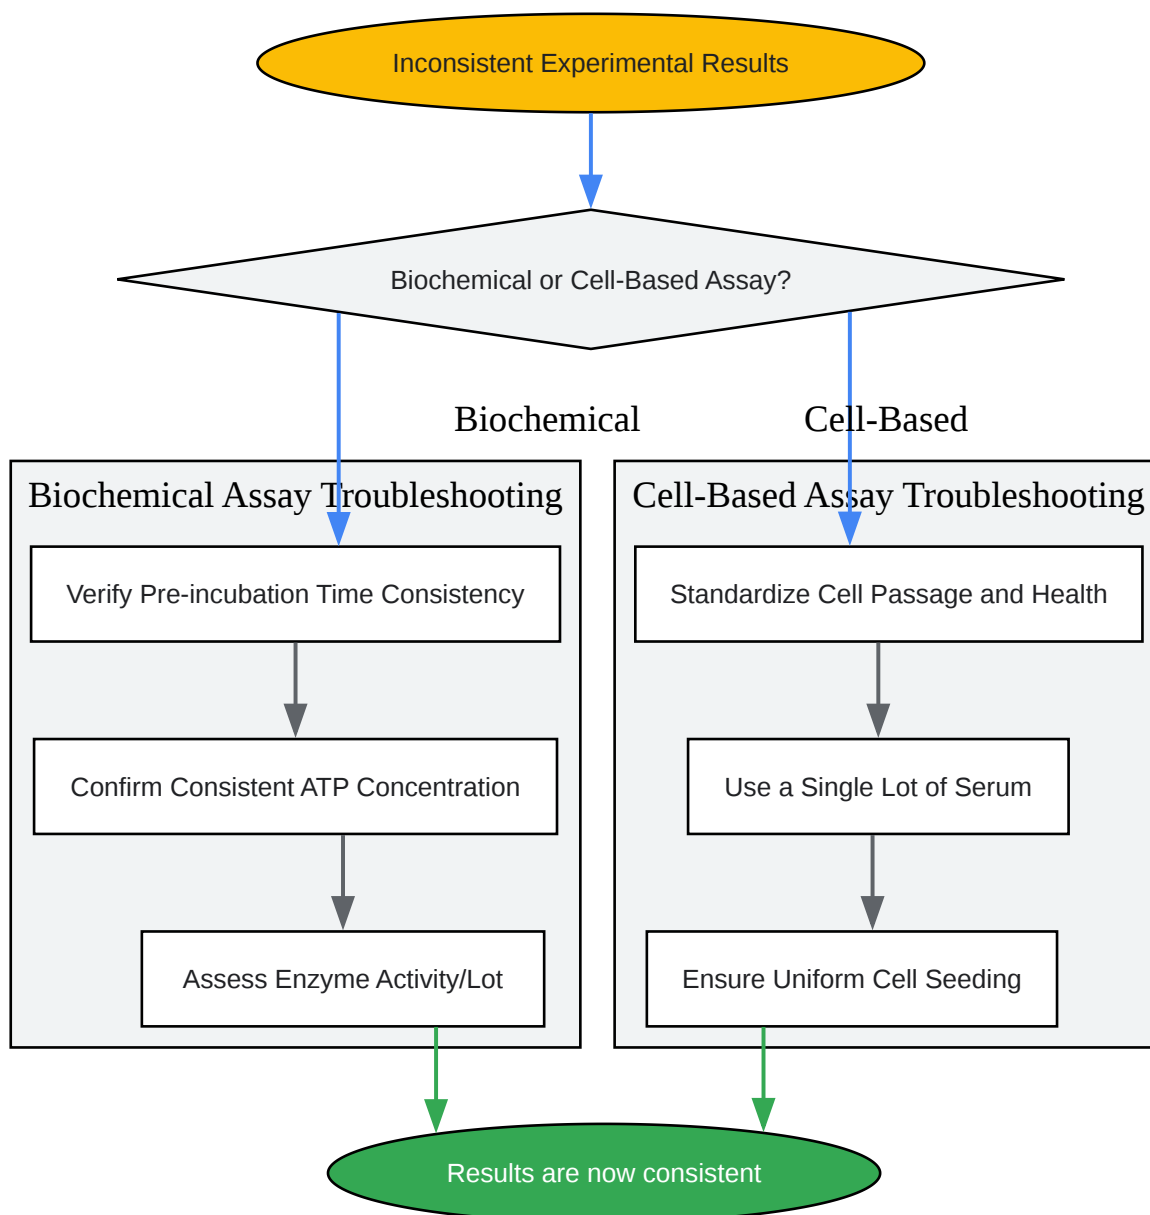 Inconsistent Experimental Results
Biochemical or Cell-Based Assay?
Biochemical
Cell-Based
Biochemical Assay Troubleshooting
Verify Pre-incubation Time Consistency
Confirm Consistent ATP Concentration
Assess Enzyme Activity/Lot
Cell-Based Assay Troubleshooting
Standardize Cell Passage and Health
Use a Single Lot of Serum
Ensure Uniform Cell Seeding
Results are now consistent